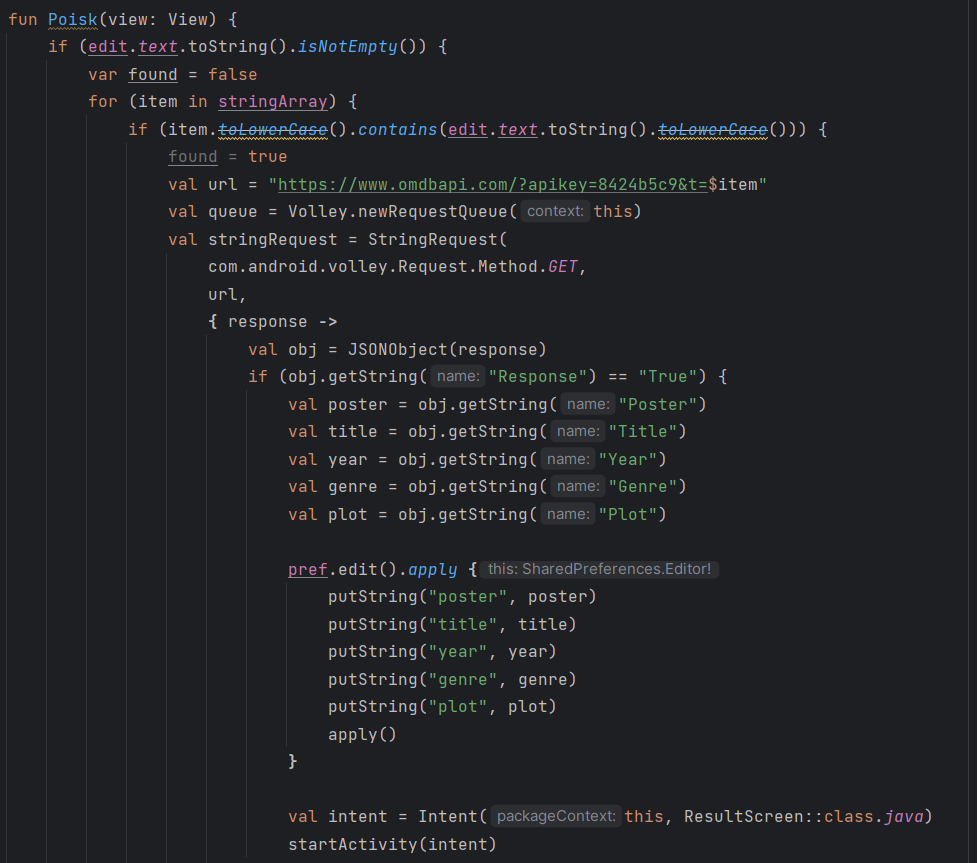 fun Poisk(view: View) {
if (edit.text.toString().isNotEmpty()) {
var found = false
for (item in stringArray) {
if (item.toLowerCase().contains(edit.text.toString().toLowerCase())) {
found = true
val url = "https://www.omdbapi.com/?apikey=8424b5c9&t=$item"
val queue = Volley.newRequestQueue( context: this)
val stringRequest = StringRequest(
com.android.volley.Request.Method.GET,
url,
{ response ->
val obj = JSONObject(response)
if (obj.getString( name: "Response") == "True") {
val poster = obj.getString( name: "Poster")
val title = obj.getString( name: "Title")
val year = obj.getString( name: "Year")
val genre = obj.getString( name: "Genre")
val plot = obj.getString( name: "Plot")
pref.edit().apply { this: SharedPreferences.Editor!
putString("poster", poster)
putString("title", title)
putString("year", year)
putString("genre", genre)
putString("plot", plot)
apply()
}
val intent = Intent( packageContext: this, ResultScreen::class.java)
startActivity(intent)